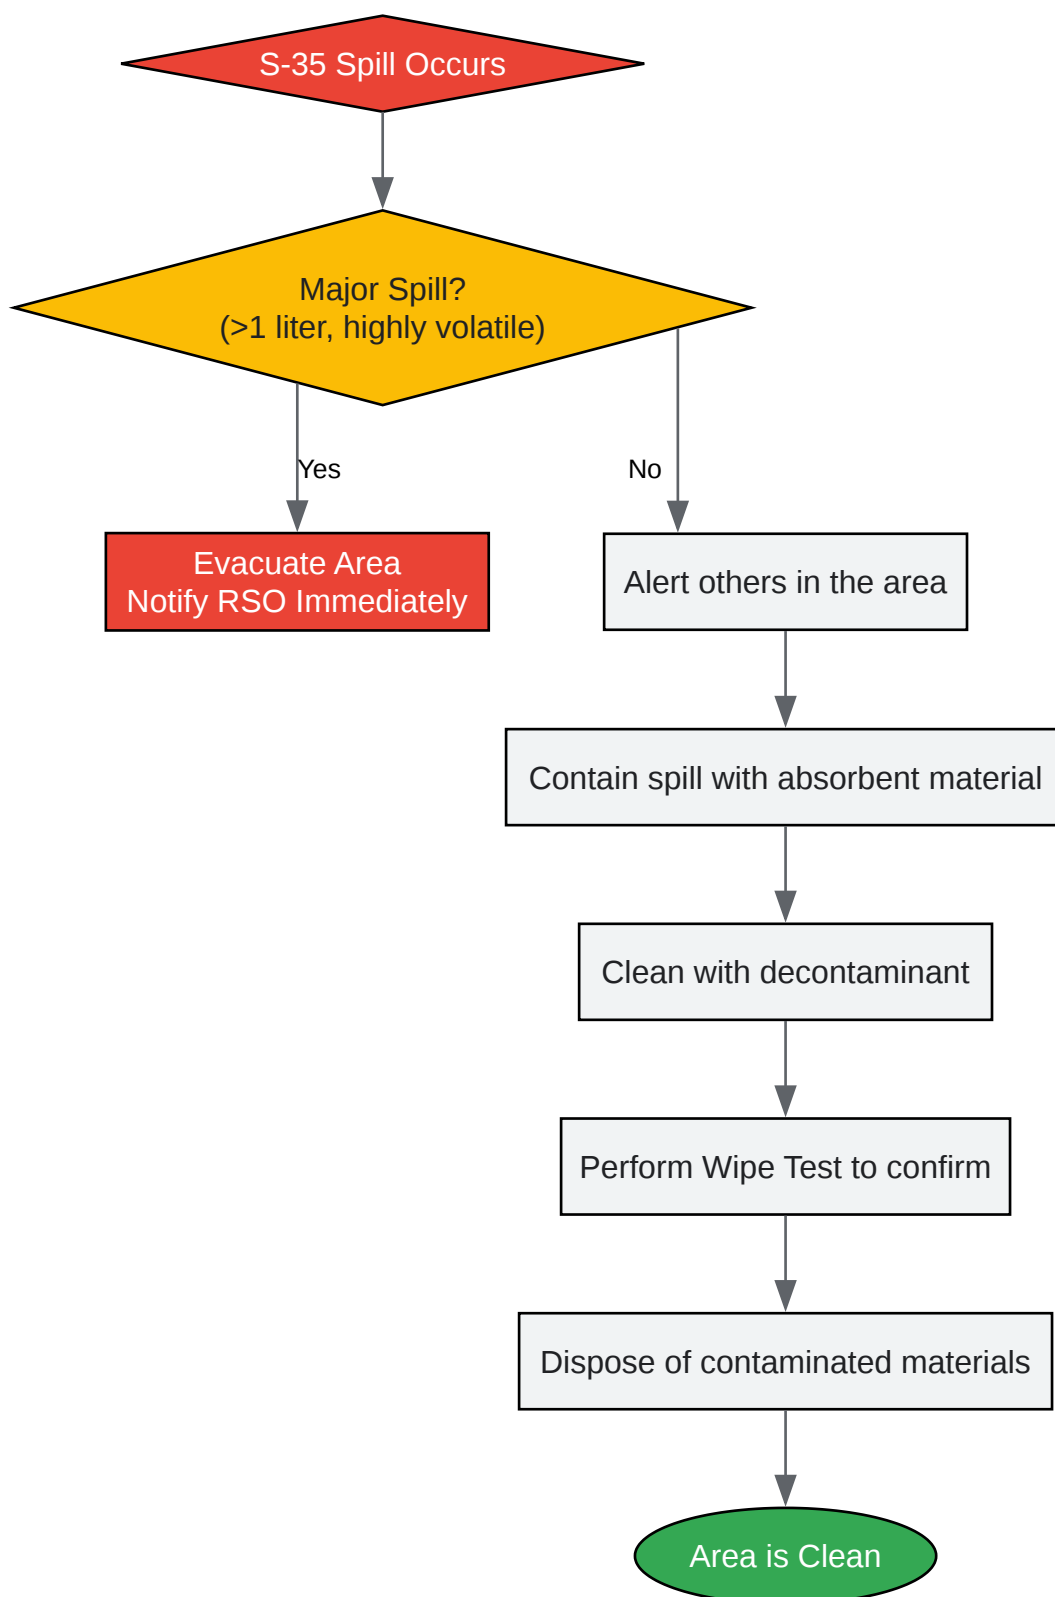 S-35 Spill Occurs
Major Spill?
(>1 liter, highly volatile)
Yes
No
Evacuate Area
Notify RSO Immediately
Alert others in the area
Contain spill with absorbent material
Clean with decontaminant
Perform Wipe Test to confirm
Dispose of contaminated materials
Area is Clean